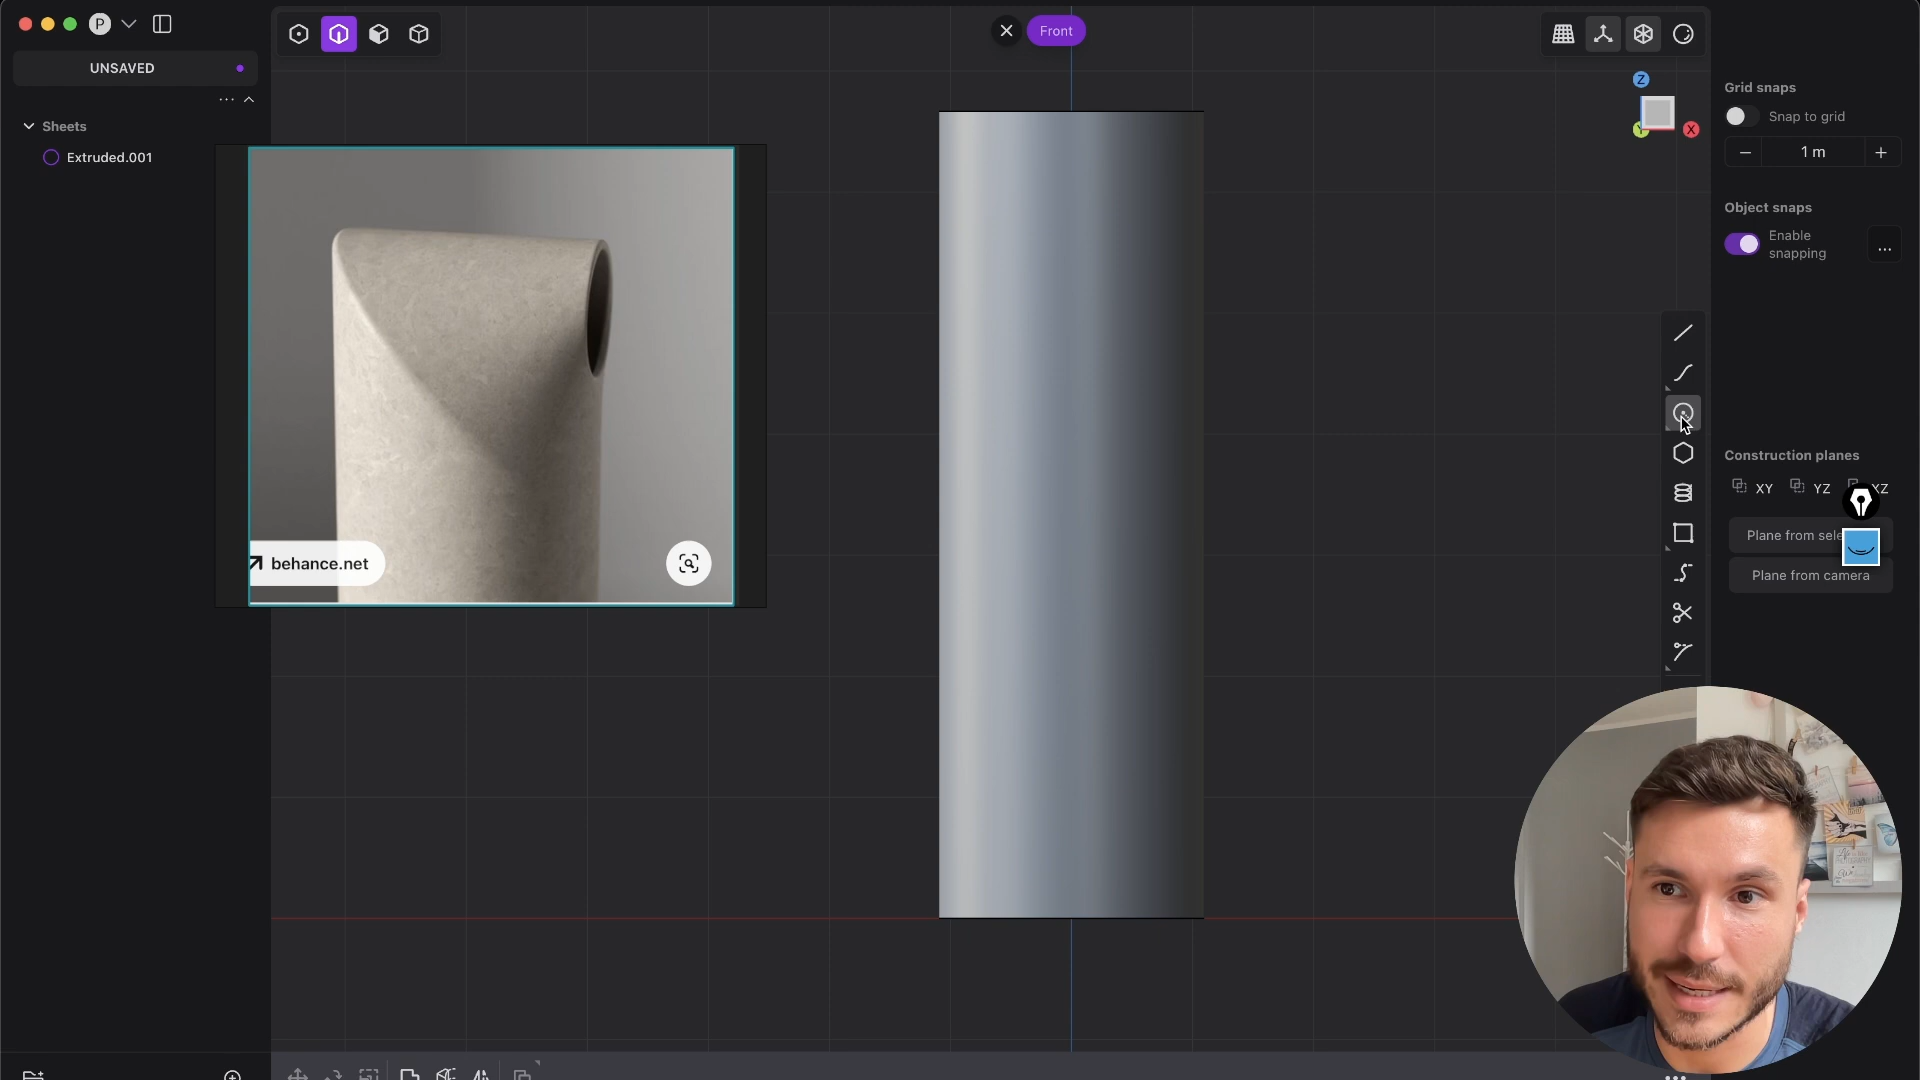 P
UNSAVED
Sheets
Extruded.001
behance.net
Front
Z
Y
X
Grid snaps
Snap to grid
1 m
Object snaps
Enable
snapping
...
Construction planes
XY
YZ
XZ
Plane from sele
Plane from camera